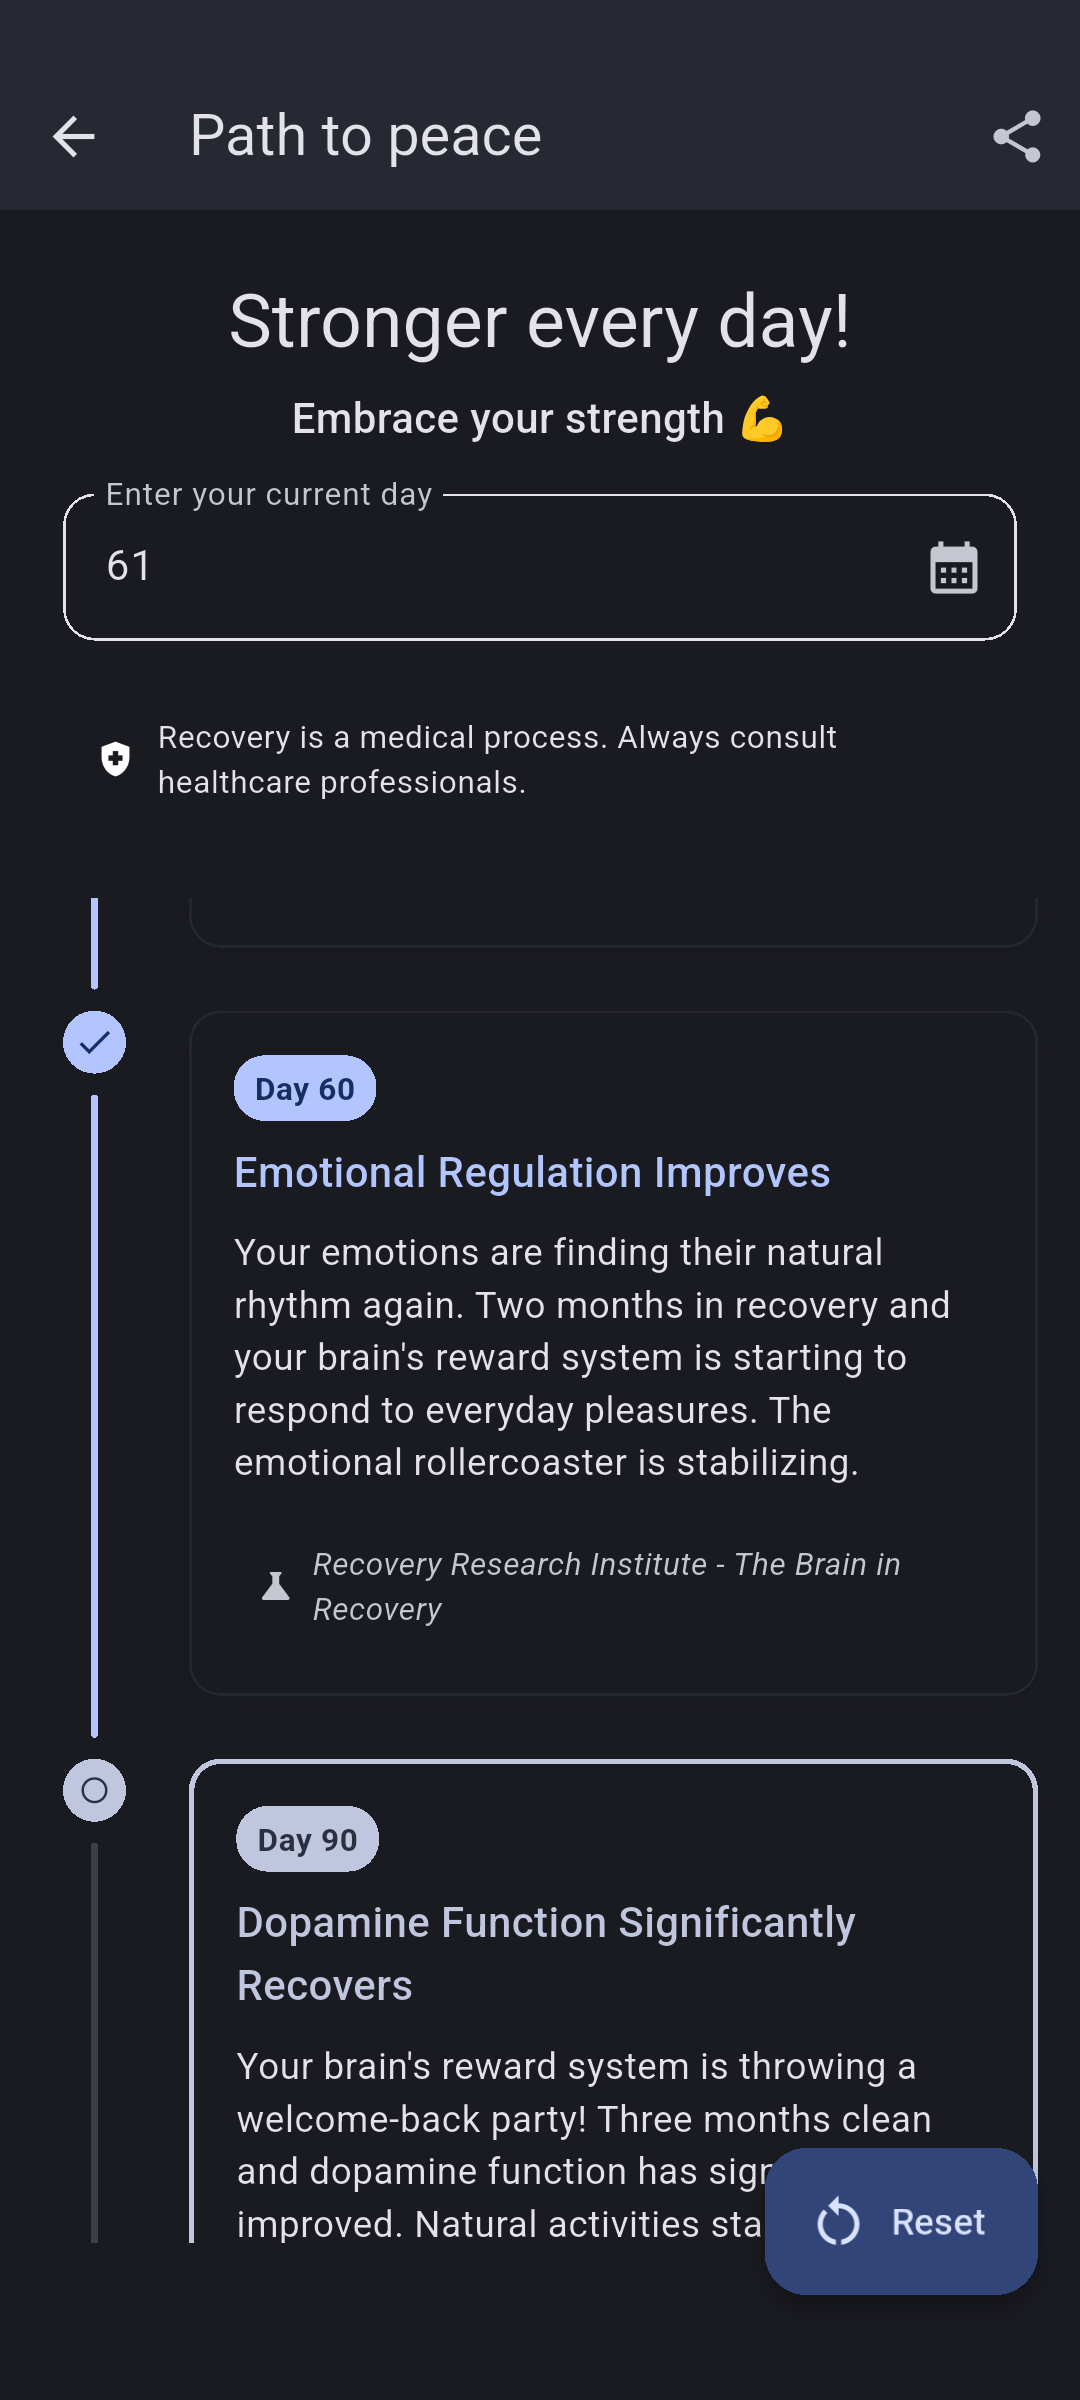 Path to peace
Stronger every day!
Embrace your strength 💪
Enter your current day
61
Recovery is a medical process. Always consult
healthcare professionals.
Day 60
Emotional Regulation Improves
Your emotions are finding their natural
rhythm again. Two months in recovery and
your brain's reward system is starting to
respond to everyday pleasures. The
emotional rollercoaster is stabilizing.
Recovery Research Institute - The Brain in
Recovery
Day 90
Dopamine Function Significantly
Recovers
Your brain's reward system is throwing a
welcome-back party! Three months clean
and dopamine function has
improved. Natural activities
Reset